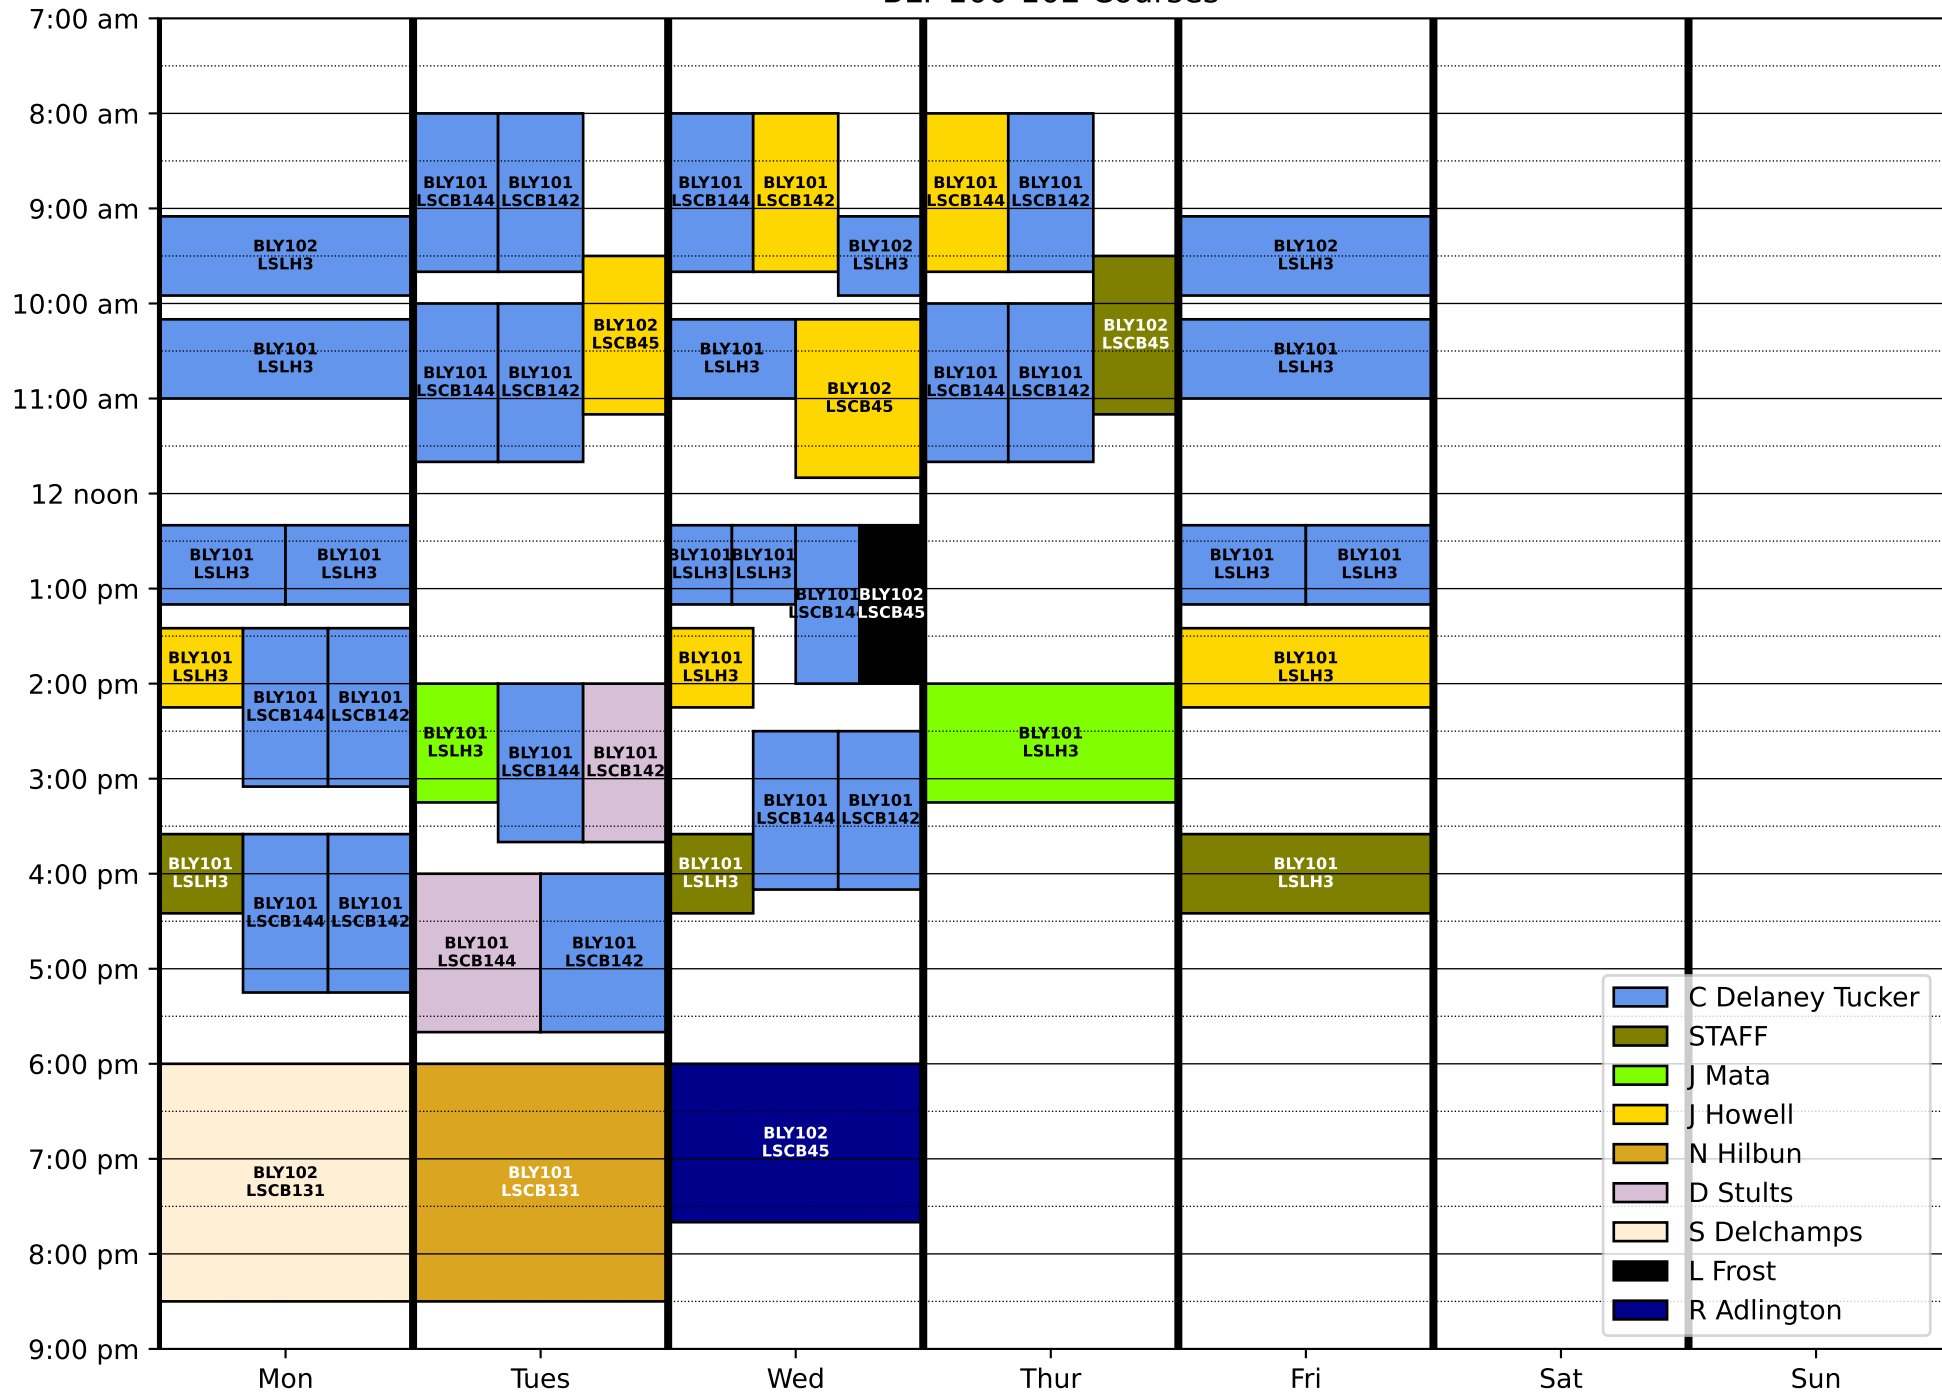 BLY 100-102 Courses
7:00 am
8:00 am
9:00 am
10:00 am
11:00 am
12 noon
1:00 pm
2:00 pm
3:00 pm
4:00 pm
5:00 pm
6:00 pm
7:00 pm
8:00 pm
9:00 pm
BLY102
LSLH3
BLY101
LSLH3
BLY101
LSLH3
BLY101
LSLH3
BLY101
LSLH3
BLY101
LSCB144
BLY101
LSCB142
BLY101
LSLH3
BLY101
LSCB144
BLY101
LSCB142
BLY102
LSCB131
BLY101
LSCB144
BLY101
LSCB142
BLY102
LSCB45
BLY101
LSCB144
BLY101
LSCB142
BLY101
LSLH3
BLY101
LSCB144
BLY101
LSCB142
BLY101
LSCB144
BLY101
LSCB142
BLY101
LSCB131
BLY101
LSCB144
BLY101
LSCB142
BLY102
LSLH3
BLY101
LSLH3
BLY102
LSCB45
BLY101
LSLH3
BLY101
LSLH3
BLY101
LSCB144
BLY102
LSCB45
BLY101
LSLH3
BLY101
LSCB144
BLY101
LSCB142
BLY101
LSLH3
BLY102
LSCB45
BLY101
LSCB144
BLY101
LSCB142
BLY102
LSCB45
BLY101
LSCB144
BLY101
LSCB142
BLY101
LSLH3
BLY102
LSLH3
BLY101
LSLH3
BLY101
LSLH3
BLY101
LSLH3
BLY101
LSLH3
BLY101
LSLH3
C Delaney Tucker
STAFF
J Mata
J Howell
N Hilbun
D Stults
S Delchamps
L Frost
R Adlington
Mon
Tues
Wed
Thur
Fri
Sat
Sun